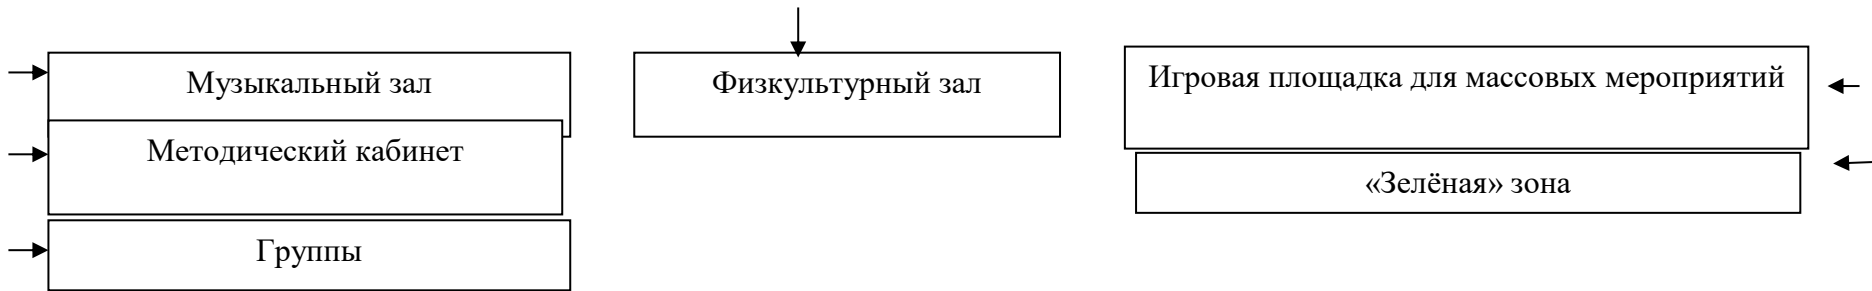 Музыкальный зал
Методический кабинет
Группы
Физкультурный зал
Игровая площадка для массовых мероприятий
«Зелёная» зона